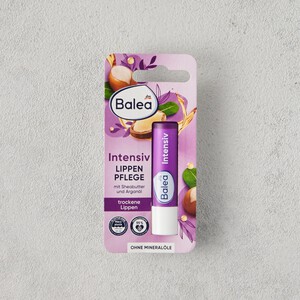 Balea
Intensiv
LIPPEN
PFLEGE
mit Sheabutter
und Arganöl
trockene
Lippen
Balea
Intensiv
OHNE MINERALÖLE